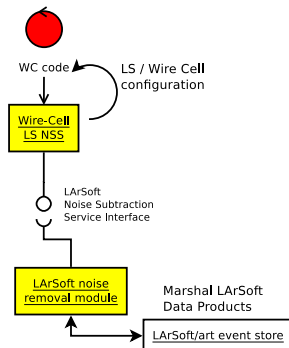 WC code
LS / Wire Cell
configuration
Wire-Cell
LS NSS
LArSoft
Noise Subtraction
Service Interface
LArSoft noise
removal module
Marshal LArSoft
Data Products
LArSoft/art event store